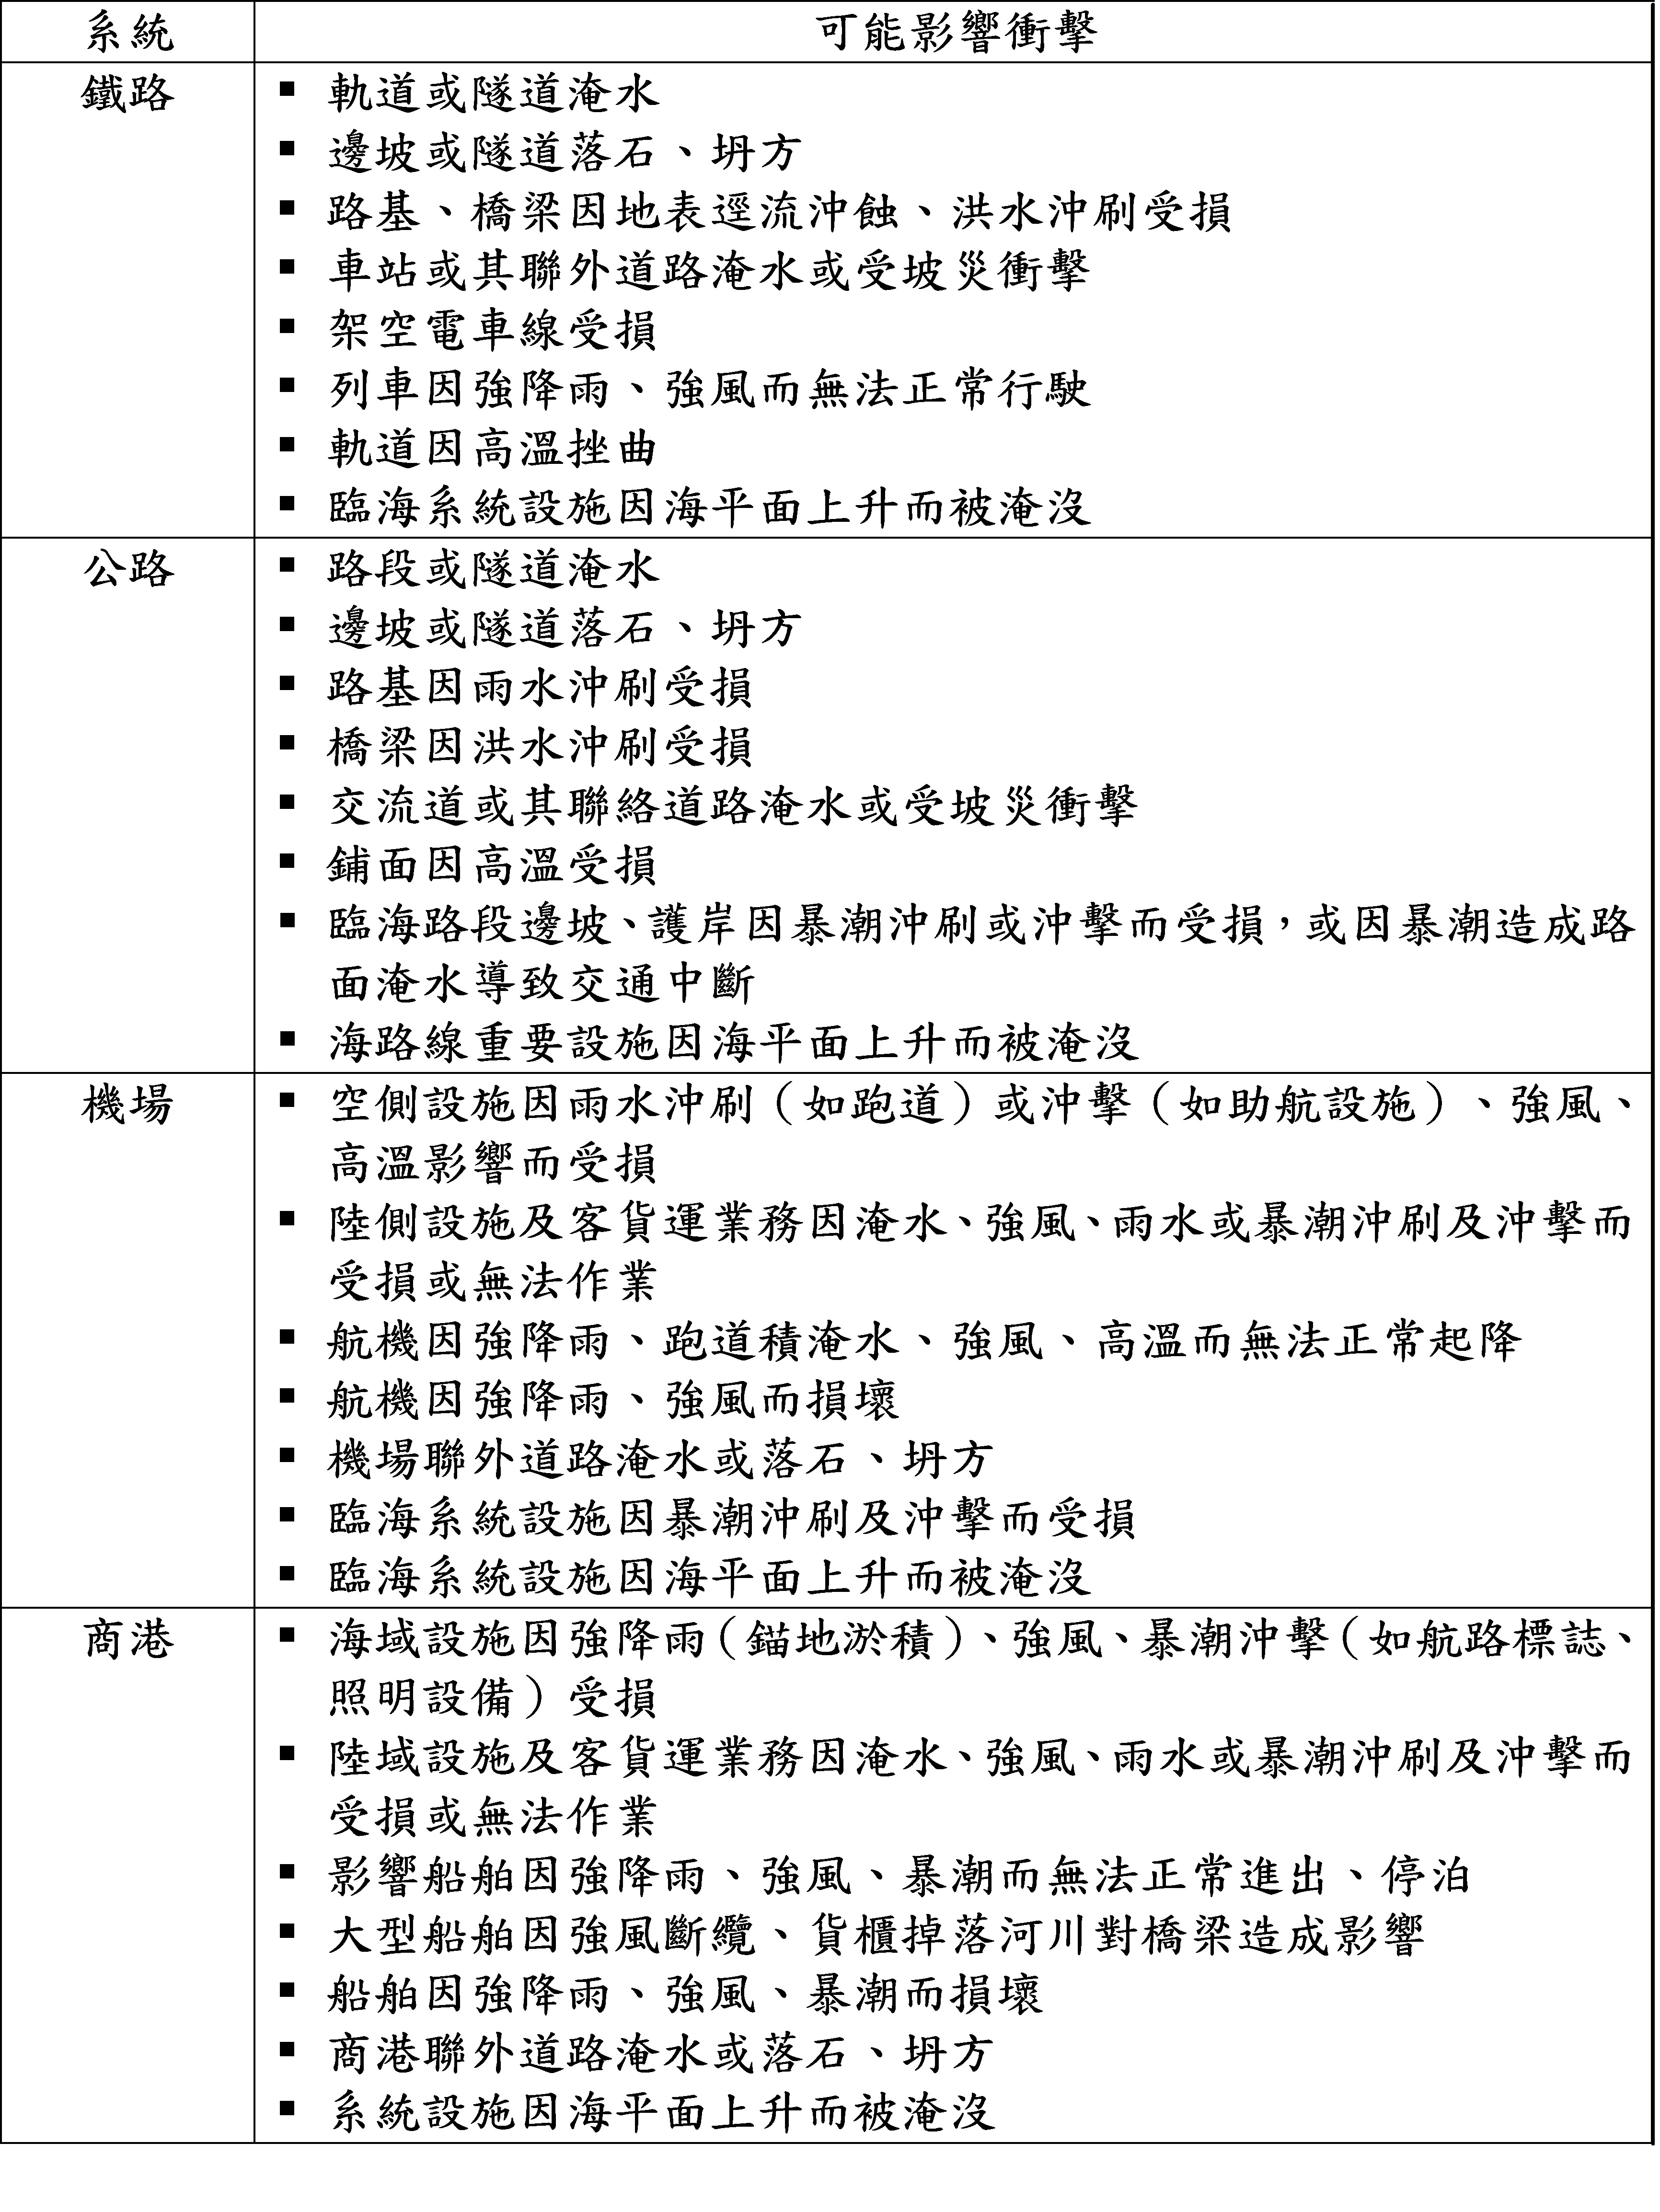 系統 可能影響衝擊
鐵路 ▪ 軌道或隧道淹水
▪ 邊坡或隧道落石、坍方
▪ 路基、橋梁因地表逕流沖蝕、洪水沖刷受損
▪ 車站或其聯外道路淹水或受坡災衝擊
▪ 架空電車線受損
▪ 列車因強降雨、強風而無法正常行駛
▪ 軌道因高溫挫曲
▪ 臨海系統設施因海平面上升而被淹沒
公路 ▪ 路段或隧道淹水
▪ 邊坡或隧道落石、坍方
▪ 路基因雨水沖刷受損
▪ 橋梁因洪水沖刷受損
▪ 交流道或其聯絡道路淹水或受坡災衝擊
▪ 鋪面因高溫受損
▪ 臨海路段邊坡、護岸因暴潮沖刷或沖擊而受損，或因暴潮造成路
面淹水導致交通中斷
▪ 海路線重要設施因海平面上升而被淹沒
機場 ▪ 空側設施因雨水沖刷（如跑道）或沖擊（如助航設施）、強風、
高溫影響而受損
▪ 陸側設施及客貨運業務因淹水、強風、雨水或暴潮沖刷及沖擊而
受損或無法作業
▪ 航機因強降雨、跑道積淹水、強風、高溫而無法正常起降
▪ 航機因強降雨、強風而損壞
▪ 機場聯外道路淹水或落石、坍方
▪ 臨海系統設施因暴潮沖刷及沖擊而受損
▪ 臨海系統設施因海平面上升而被淹沒
商港 ▪ 海域設施因強降雨（錨地淤積）、強風、暴潮沖擊（如航路標誌、
照明設備）受損
▪ 陸域設施及客貨運業務因淹水、強風、雨水或暴潮沖刷及沖擊而
受損或無法作業
▪ 影響船舶因強降雨、強風、暴潮而無法正常進出、停泊
▪ 大型船舶因強風斷纜、貨櫃掉落河川對橋梁造成影響
▪ 船舶因強降雨、強風、暴潮而損壞
▪ 商港聯外道路淹水或落石、坍方
▪ 系統設施因海平面上升而被淹沒